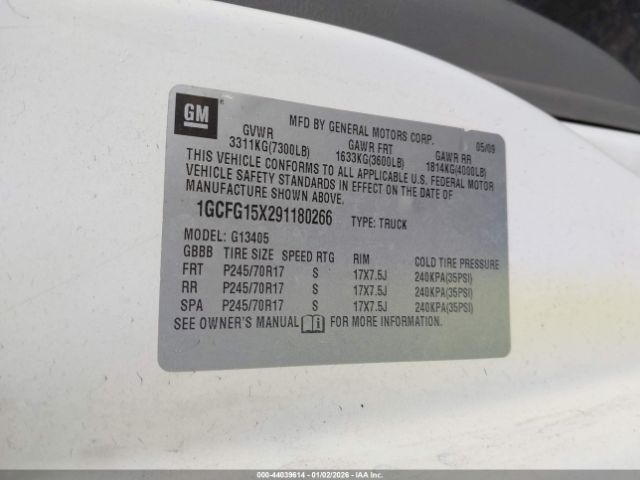 GM
MFD BY GENERAL MOTORS CORP. 05/09
GVWR GAWR FRT GAWR RR
3311KG(7300LB) 1633KG(3600LB) 1814KG(4000LB)
THIS VEHICLE CONFORMS TO ALL APPLICABLE U.S. FEDERAL MOTOR
VEHICLE SAFETY STANDARDS IN EFFECT ON THE DATE OF
MANUFACTURE SHOWN ABOVE.
1GCFG15X291180266 TYPE: TRUCK
MODEL: G13405
GBBB TIRE SIZE SPEED RTG RIM COLD TIRE PRESSURE
FRT P245/70R17 S 17X7.5J 240KPA(35PSI)
RR P245/70R17 S 17X7.5J 240KPA(35PSI)
SPA P245/70R17 S 17X7.5J 240KPA(35PSI)
SEE OWNER'S MANUAL i FOR MORE INFORMATION.
000-44039614 - 01/02/2026 - IAAI.COM